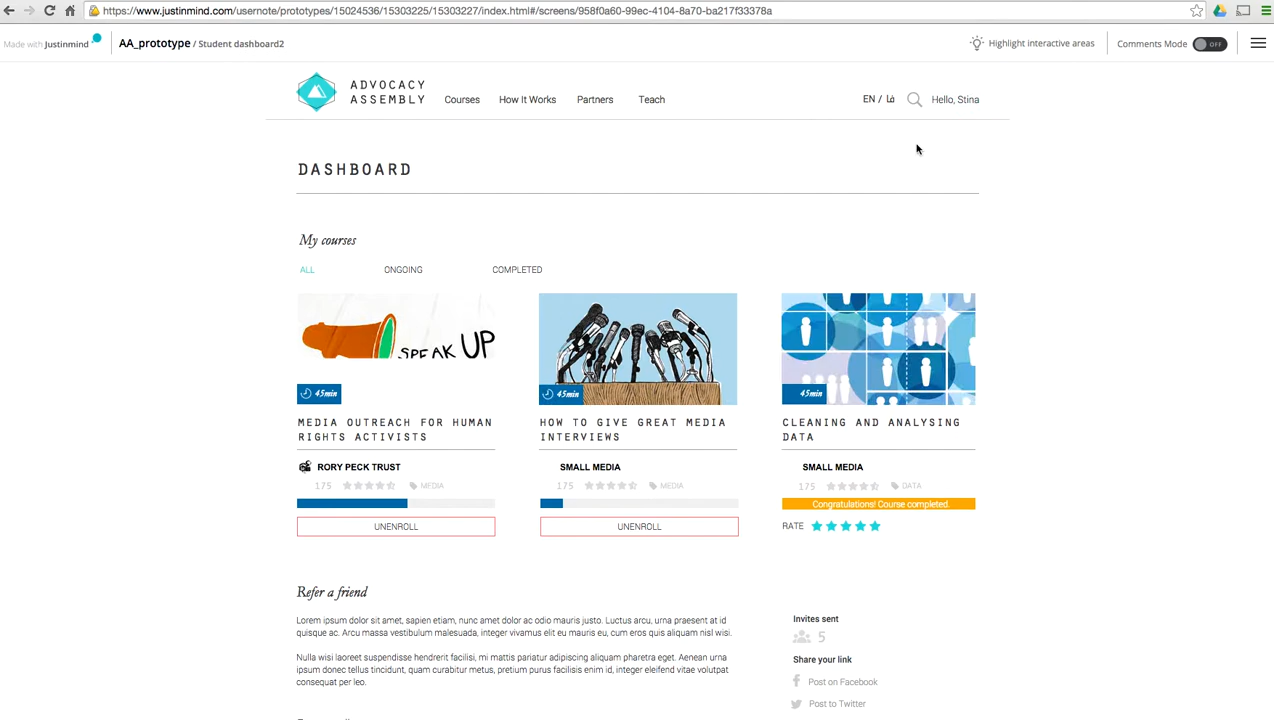 https://www.justinmind.com/usernote/prototypes/15024536/15303225/15303227/index.html#/screens/958f0a60-99ec-4104-8a70-ba217f33378a
Made with Justinmind
AA_prototype / Student dashboard2
Highlight interactive areas
Comments Mode OFF
ADVOCACY
ASSEMBLY
Courses How It Works Partners Teach
EN / فا
Hello, Stina
DASHBOARD
My courses
ALL ONGOING COMPLETED
SPEAK UP
45min
45min
45min
MEDIA OUTREACH FOR HUMAN
RIGHTS ACTIVISTS
HOW TO GIVE GREAT MEDIA
INTERVIEWS
CLEANING AND ANALYSING
DATA
RORY PECK TRUST
SMALL MEDIA
SMALL MEDIA
175 MEDIA
175 MEDIA
175 DATA
Congratulations! Course completed.
UNENROLL
UNENROLL
RATE
Refer a friend
Lorem ipsum dolor sit amet, sapien etiam, nunc amet dolor ac odio mauris justo. Luctus arcu, urna praesent at id
quisque ac. Arcu massa vestibulum malesuada, integer vivamus elit eu mauris eu, cum eros quis aliquam nisl wisi.
Nulla wisi laoreet suspendisse hendrerit facilisi, mi mattis pariatur adipiscing aliquam pharetra eget. Aenean urna
ipsum donec tellus tincidunt, quam curabitur metus, pretium purus facilisis enim id, integer eleifend vitae volutpat
consequat per leo.
Invites sent
5
Share your link
Post on Facebook
Post to Twitter